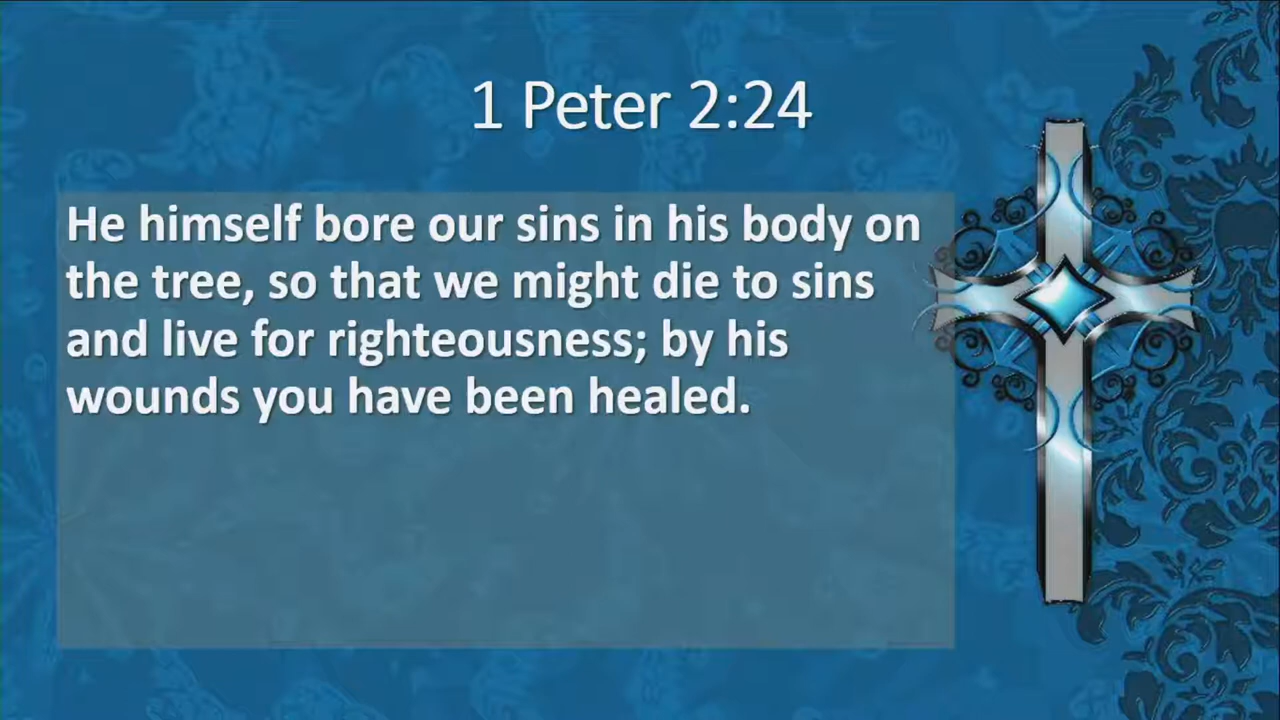 1 Peter 2:24
He himself bore our sins in his body on
the tree, so that we might die to sins
and live for righteousness; by his
wounds you have been healed.